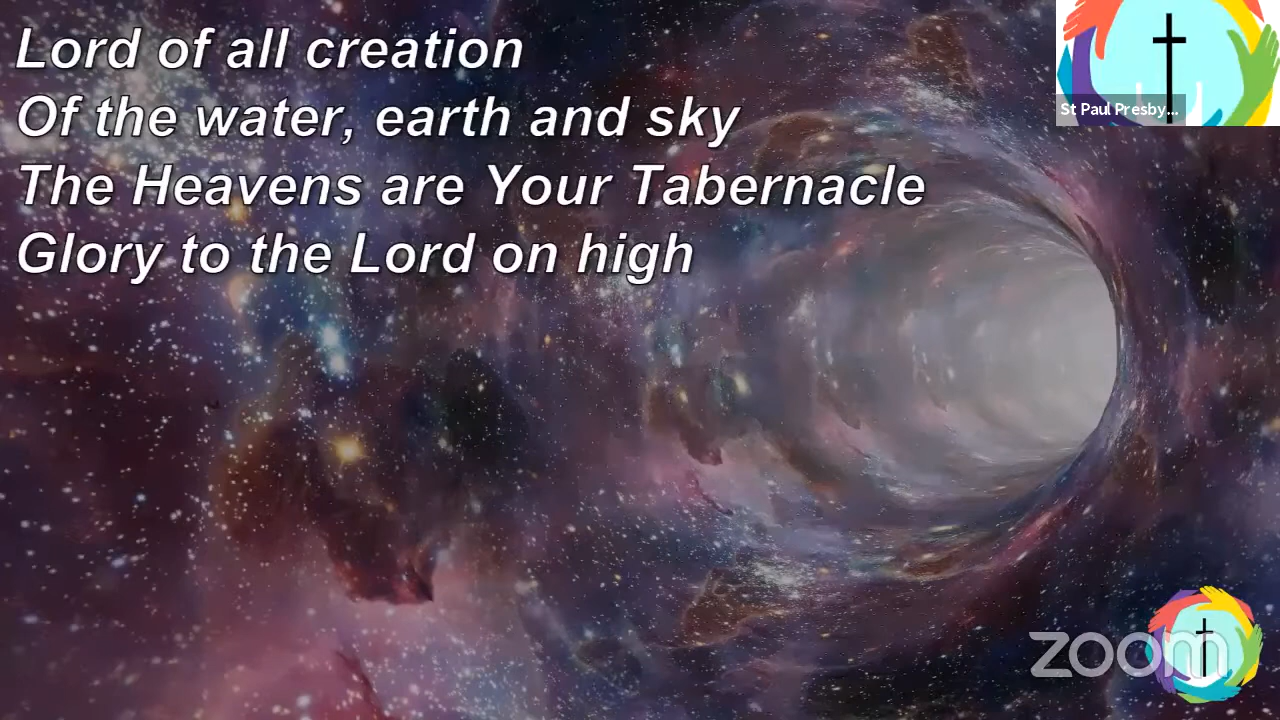 Lord of all creation
Of the water, earth and sky
The Heavens are Your Tabernacle
Glory to the Lord on high
St Paul Presby...
zoom